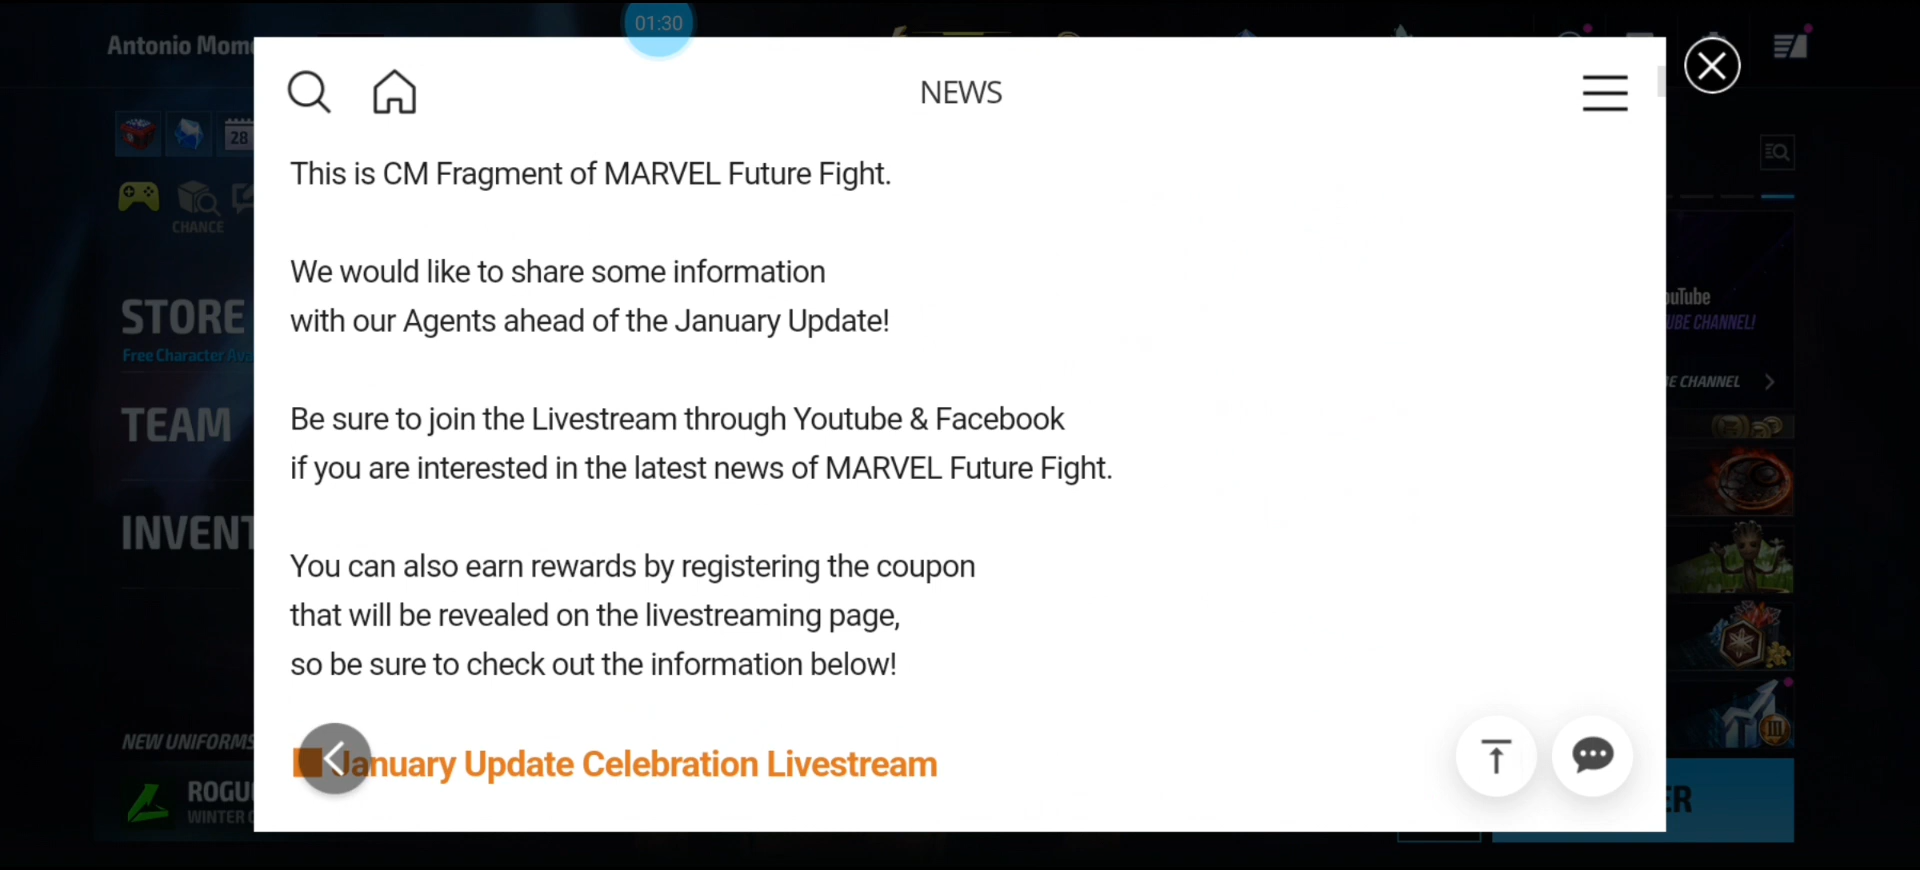 01:30
Antonio Mom
NEWS
28
This is CM Fragment of MARVEL Future Fight.
CHANCE
We would like to share some information
with our Agents ahead of the January Update!
STORE
Free Character Ava
ouTube
UBE CHANNEL!
E CHANNEL
Be sure to join the Livestream through Youtube & Facebook
if you are interested in the latest news of MARVEL Future Fight.
TEAM
INVENT
You can also earn rewards by registering the coupon
that will be revealed on the livestreaming page,
so be sure to check out the information below!
NEW UNIFORMS
January Update Celebration Livestream
ROGU
WINTER
ER